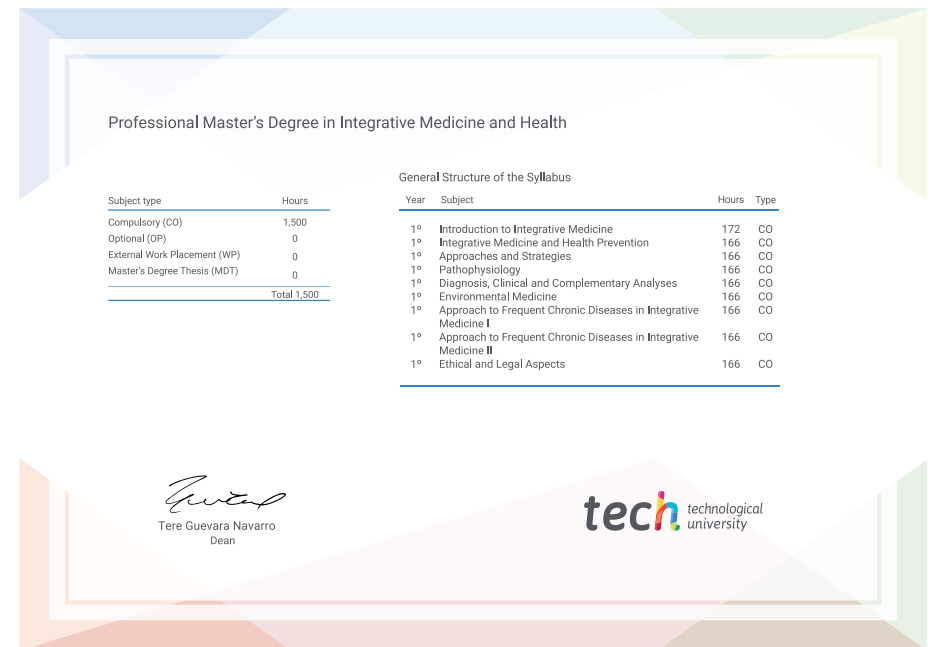 Professional Master's Degree in Integrative Medicine and Health
General Structure of the Syllabus
Subject type Hours
Compulsory (CO) 1,500
Optional (OP) 0
External Work Placement (WP) 0
Master's Degree Thesis (MDT) 0
Total 1,500
Year Subject Hours Type
1º Introduction to Integrative Medicine 172 CO
1º Integrative Medicine and Health Prevention 166 CO
1º Approaches and Strategies 166 CO
1º Pathophysiology 166 CO
1º Diagnosis, Clinical and Complementary Analyses 166 CO
1º Environmental Medicine 166 CO
1º Approach to Frequent Chronic Diseases in Integrative 166 CO
Medicine I
1º Approach to Frequent Chronic Diseases in Integrative 166 CO
Medicine II
1º Ethical and Legal Aspects 166 CO
Tere Guevara Navarro
Dean
tech technological
university